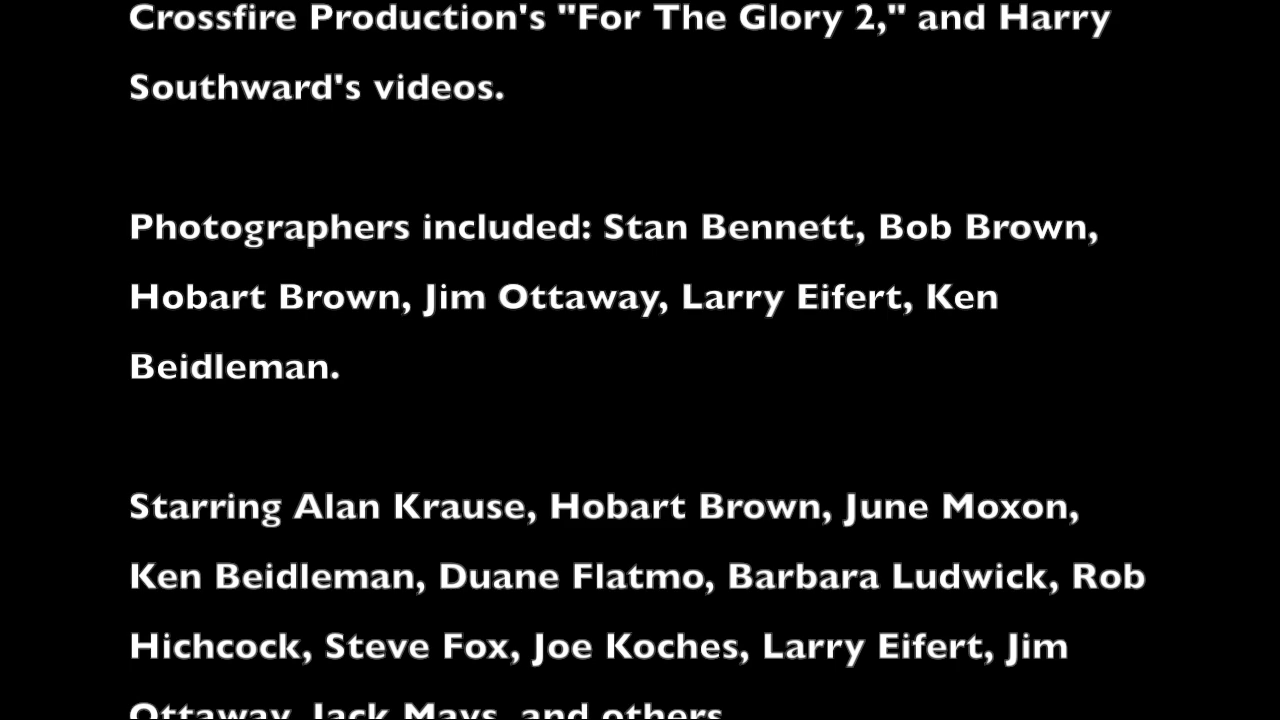 Crossfire Production's "For The Glory 2," and Harry
Southward's videos.
Photographers included: Stan Bennett, Bob Brown,
Hobart Brown, Jim Ottaway, Larry Eifert, Ken
Beidleman.
Starring Alan Krause, Hobart Brown, June Moxon,
Ken Beidleman, Duane Flatmo, Barbara Ludwick, Rob
Hichcock, Steve Fox, Joe Koches, Larry Eifert, Jim
Ottaway, Jack Mays, and others.